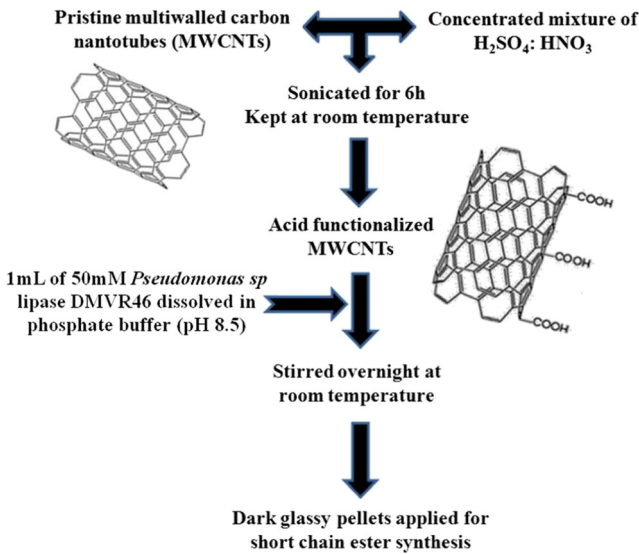 Pristine multiwalled carbon
nantotubes (MWCNTs)
Concentrated mixture of
H₂SO₄: HNO₃
Sonicated for 6h
Kept at room temperature
COOH
COOH
COOH
Acid functionalized
MWCNTs
1mL of 50mM Pseudomonas sp
lipase DMVR46 dissolved in
phosphate buffer (pH 8.5)
Stirred overnight at
room temperature
Dark glassy pellets applied for
short chain ester synthesis